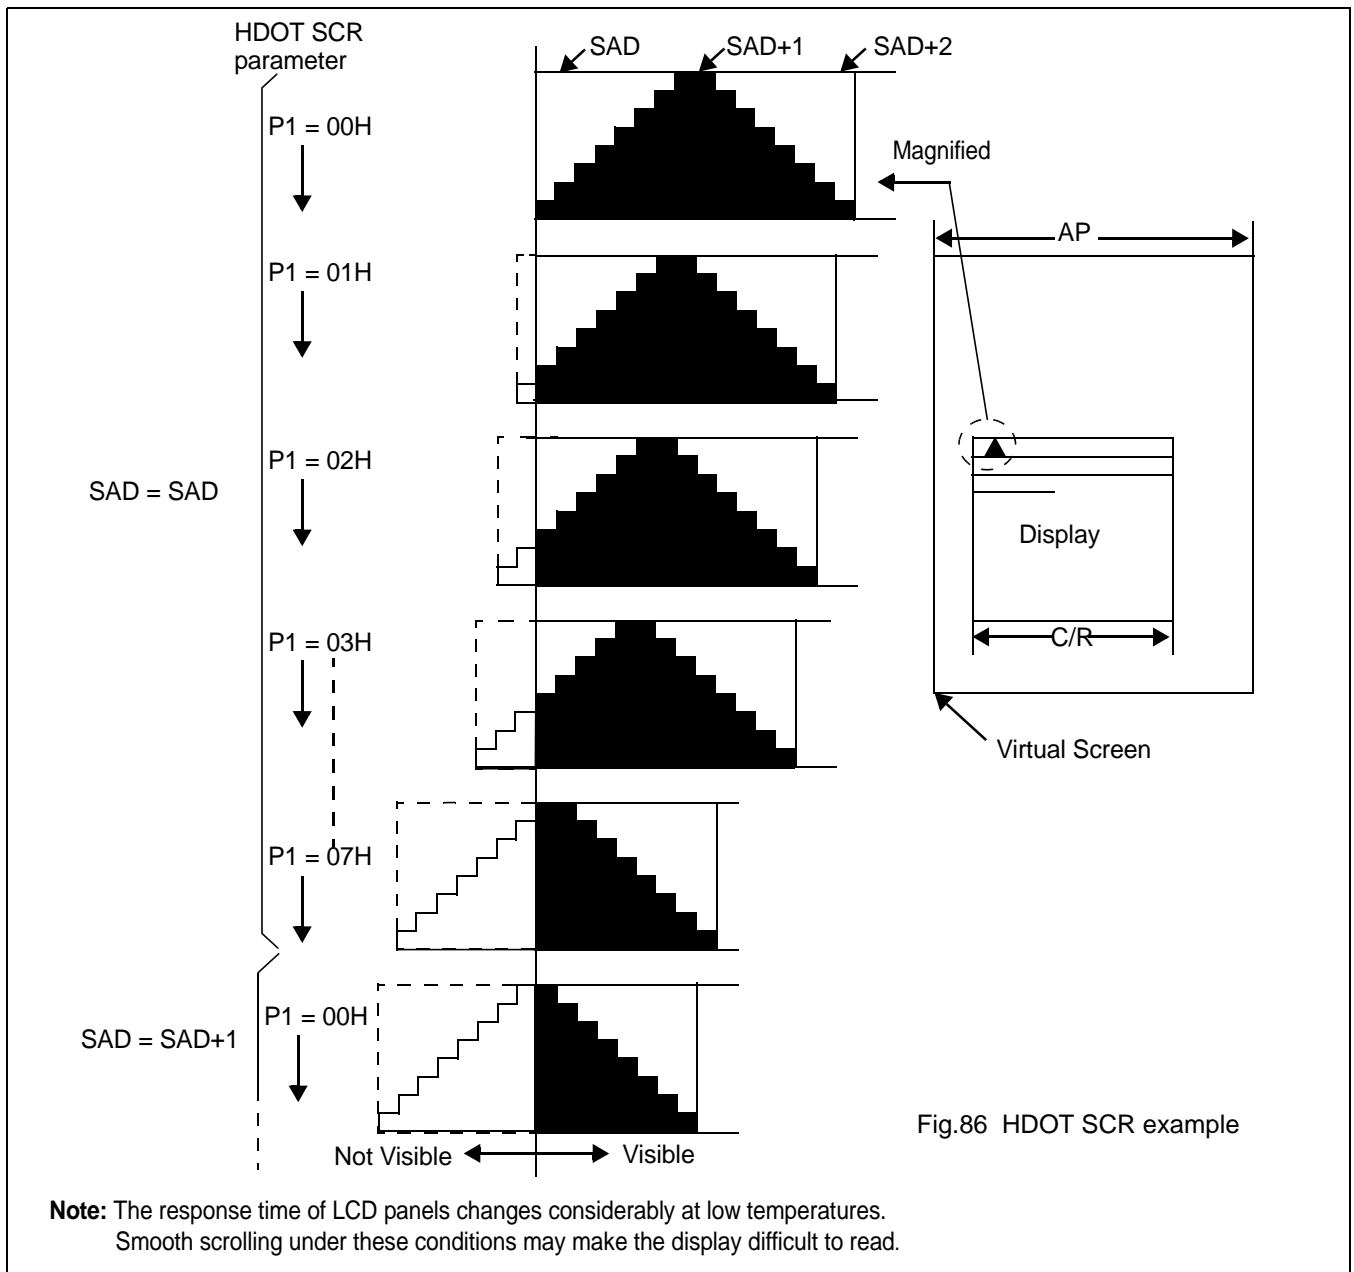 HDOT SCR
parameter
SAD
SAD+1
SAD+2
P1 = 00H
Magnified
AP
P1 = 01H
P1 = 02H
SAD = SAD
Display
P1 = 03H
C/R
Virtual Screen
P1 = 07H
P1 = 00H
SAD = SAD+1
Fig.86 HDOT SCR example
Not Visible
Visible
Note: The response time of LCD panels changes considerably at low temperatures.
Smooth scrolling under these conditions may make the display difficult to read.